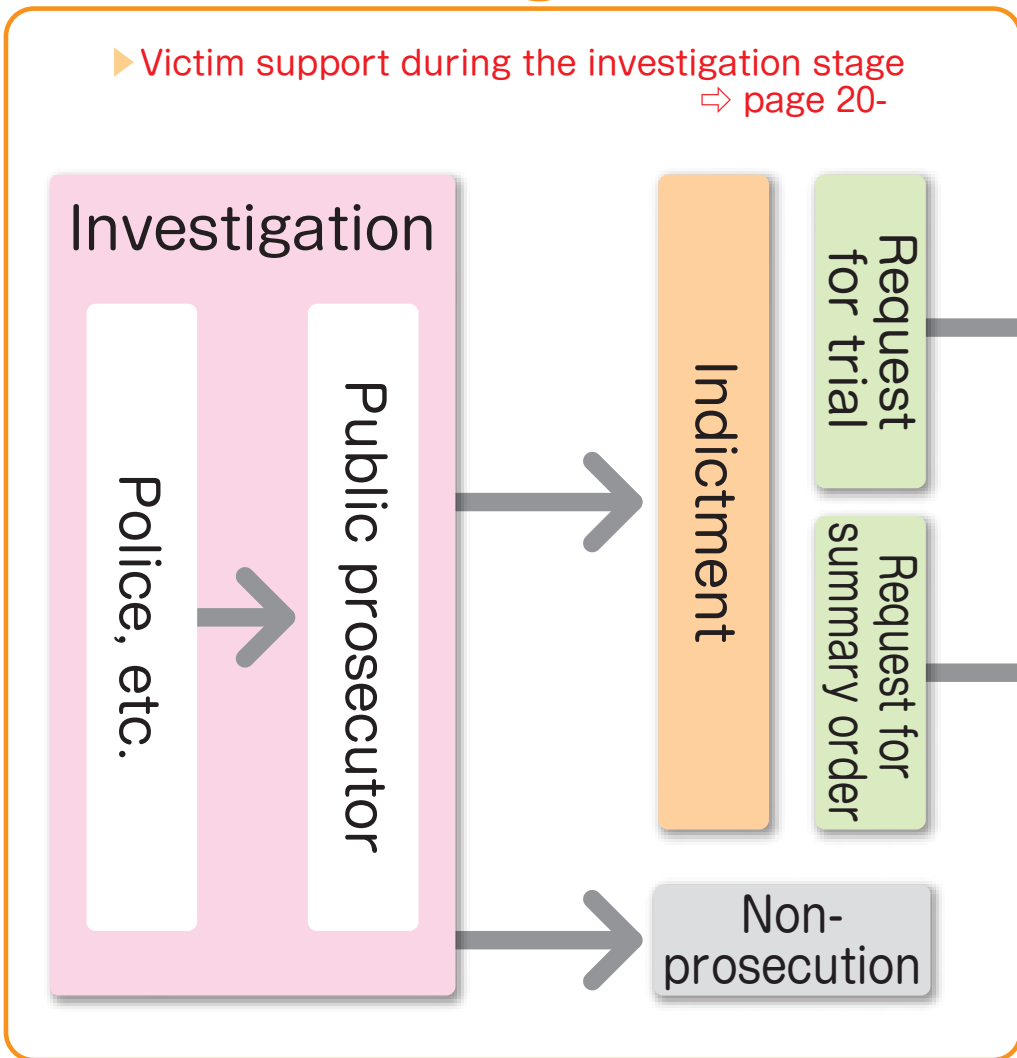 ▶Victim support during the investigation stage
⇨ page 20-
Investigation
Police, etc.
Public prosecutor
Indictment
Request
for trial
Request for
summary order
Non-
prosecution